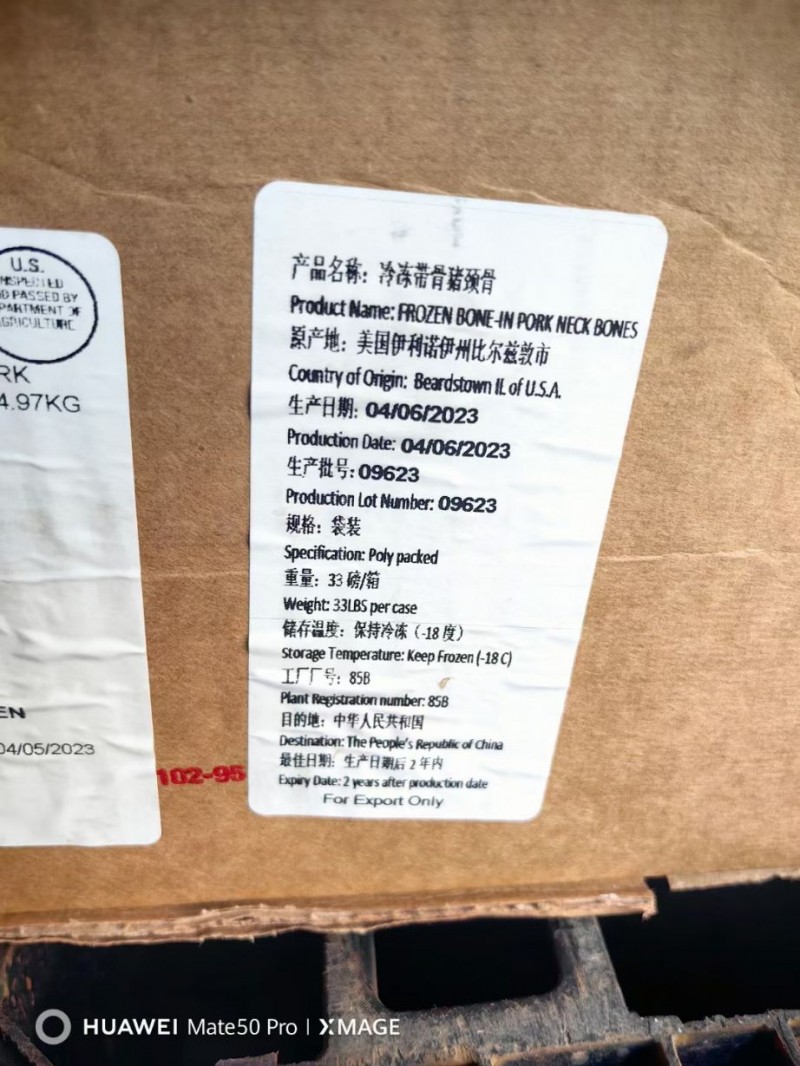 U.S.
INSPECTED
D PASSED BY
PARTMENT OF
AGRICULTURE
RK
4.97KG
EN
04/05/2023
102-95
产品名称：冷冻带骨猪颈骨
Product Name: FROZEN BONE-IN PORK NECK BONES
原产地：美国伊利诺伊州比尔兹敦市
Country of Origin: Beardstown IL of U.S.A.
生产日期：04/06/2023
Production Date: 04/06/2023
生产批号：09623
Production Lot Number: 09623
规格：袋装
Specification: Poly packed
重量：33 磅/箱
Weight: 33LBS per case
储存温度：保持冷冻（-18 度）
Storage Temperature: Keep Frozen (-18 C)
工厂厂号：85B
Plant Registration number: 85B
目的地：中华人民共和国
Destination: The People's Republic of China
最佳日期：生产日期后 2 年内
Expiry Date: 2 years after production date
For Export Only
HUAWEI Mate50 Pro | XMAGE